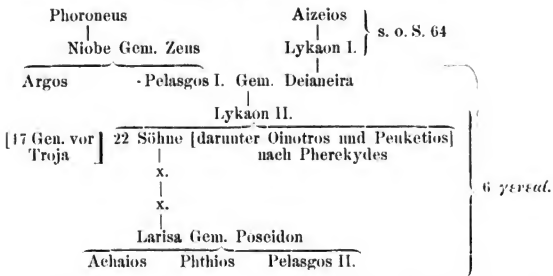 Phoroneus Aizeios
Niobe Gem. Zeus Lykaon I. } s. o. S. 64
Argos Pelasgos I. Gem. Deianeira
Lykaon II.
[17 Gen. vor Troja] 22 Söhne [darunter Oinotros und Peuketios] nach Pherekydes
x.
6 γενεαί.
x.
Larisa Gem. Poseidon
Achaios Phthios Pelasgos II.